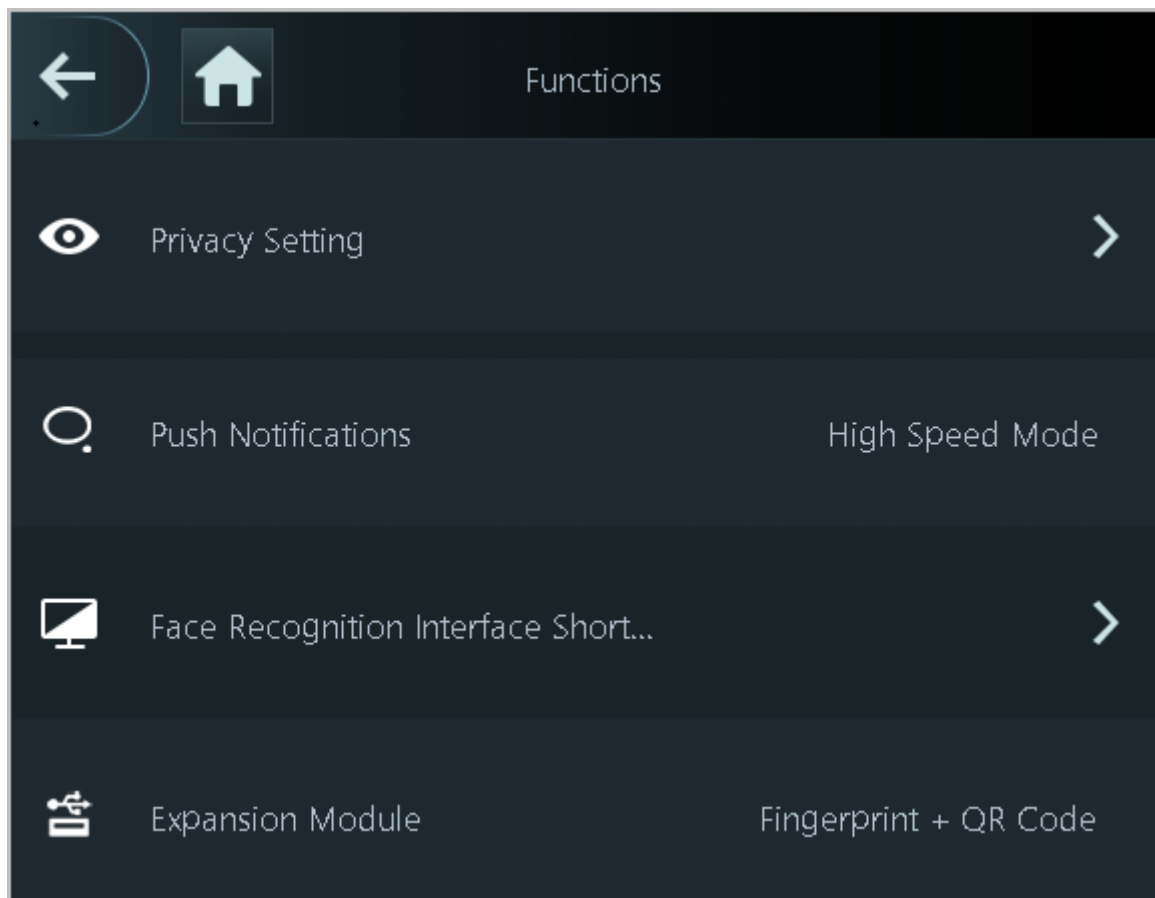 Functions
Privacy Setting
Push Notifications High Speed Mode
Face Recognition Interface Short...
Expansion Module Fingerprint + QR Code